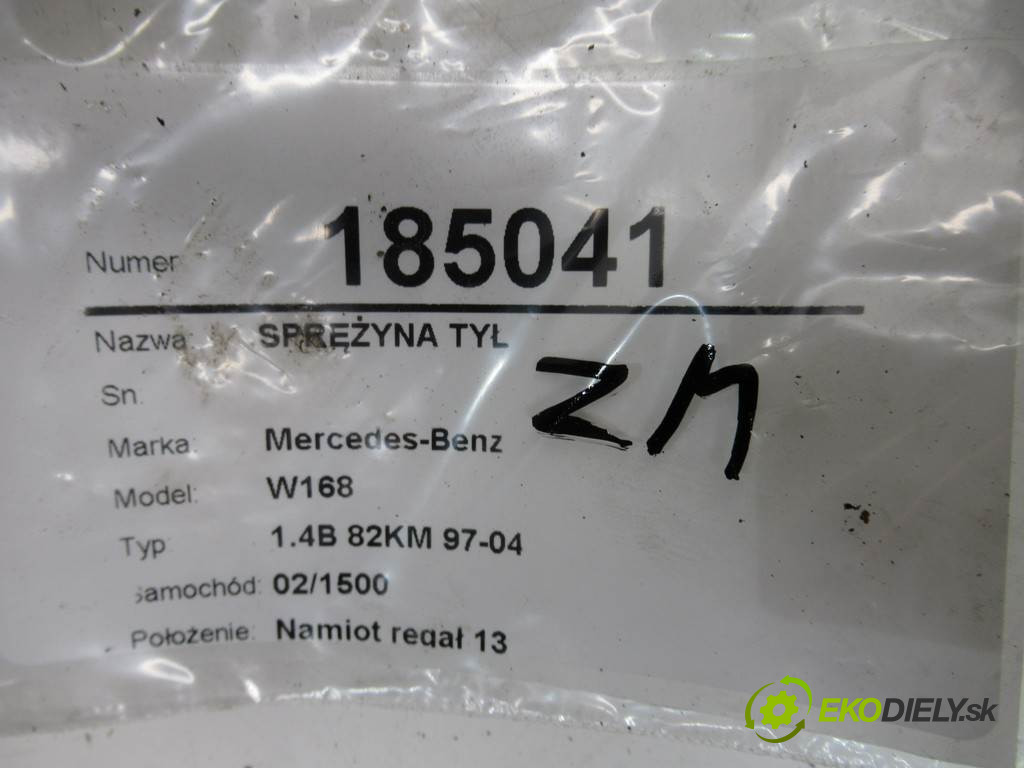 Numer 185041
Nazwa: SPRĘŻYNA TYŁ
ZM
Sn.
Marka: Mercedes-Benz
Model: W168
Typ 1.4B 82KM 97-04
Samochód: 02/1500
Położenie: Namiot regał 13
EKODIELY.sk